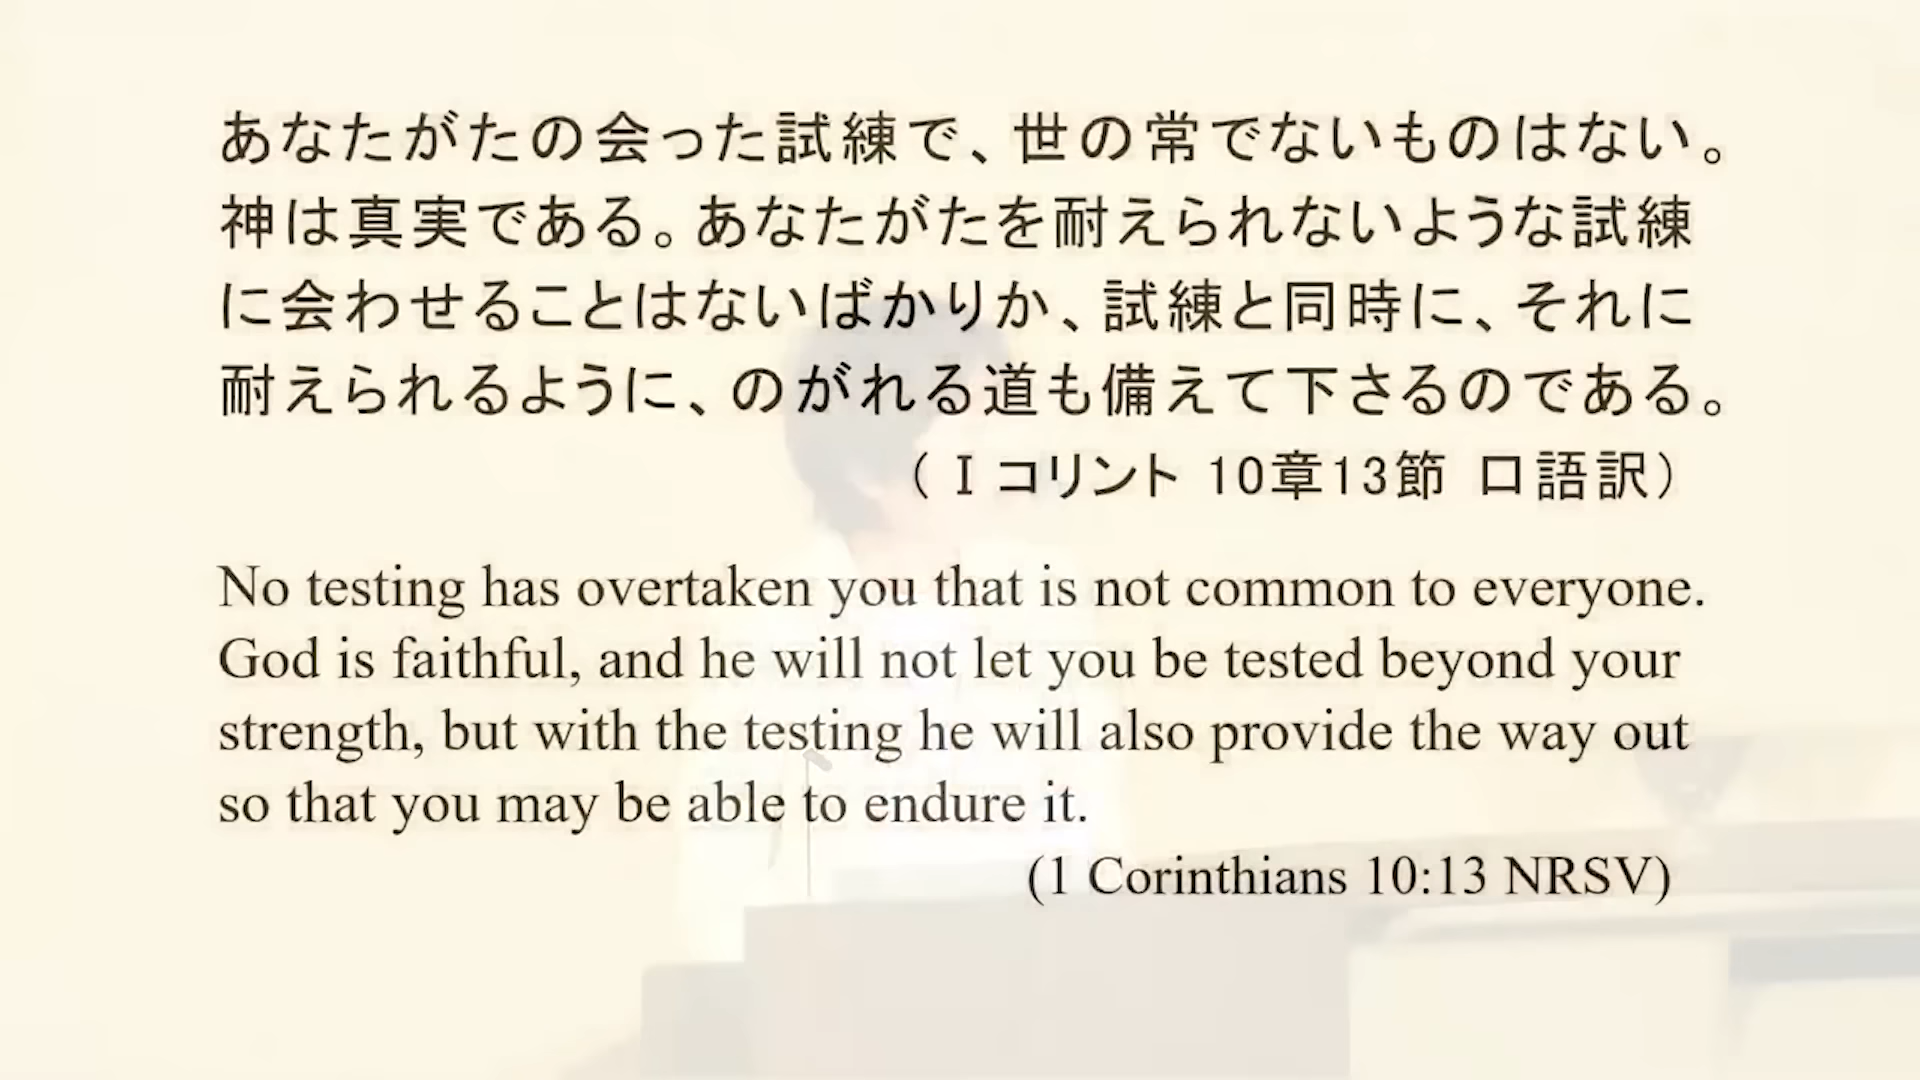 あなたがたの会った試練で、世の常でないものはない。
神は真実である。あなたがたを耐えられないような試練
に会わせることはないばかりか、試練と同時に、それに
耐えられるように、のがれる道も備えて下さるのである。
（Ⅰコリント 10章13節 口語訳）
No testing has overtaken you that is not common to everyone.
God is faithful, and he will not let you be tested beyond your
strength, but with the testing he will also provide the way out
so that you may be able to endure it.
(1 Corinthians 10:13 NRSV)